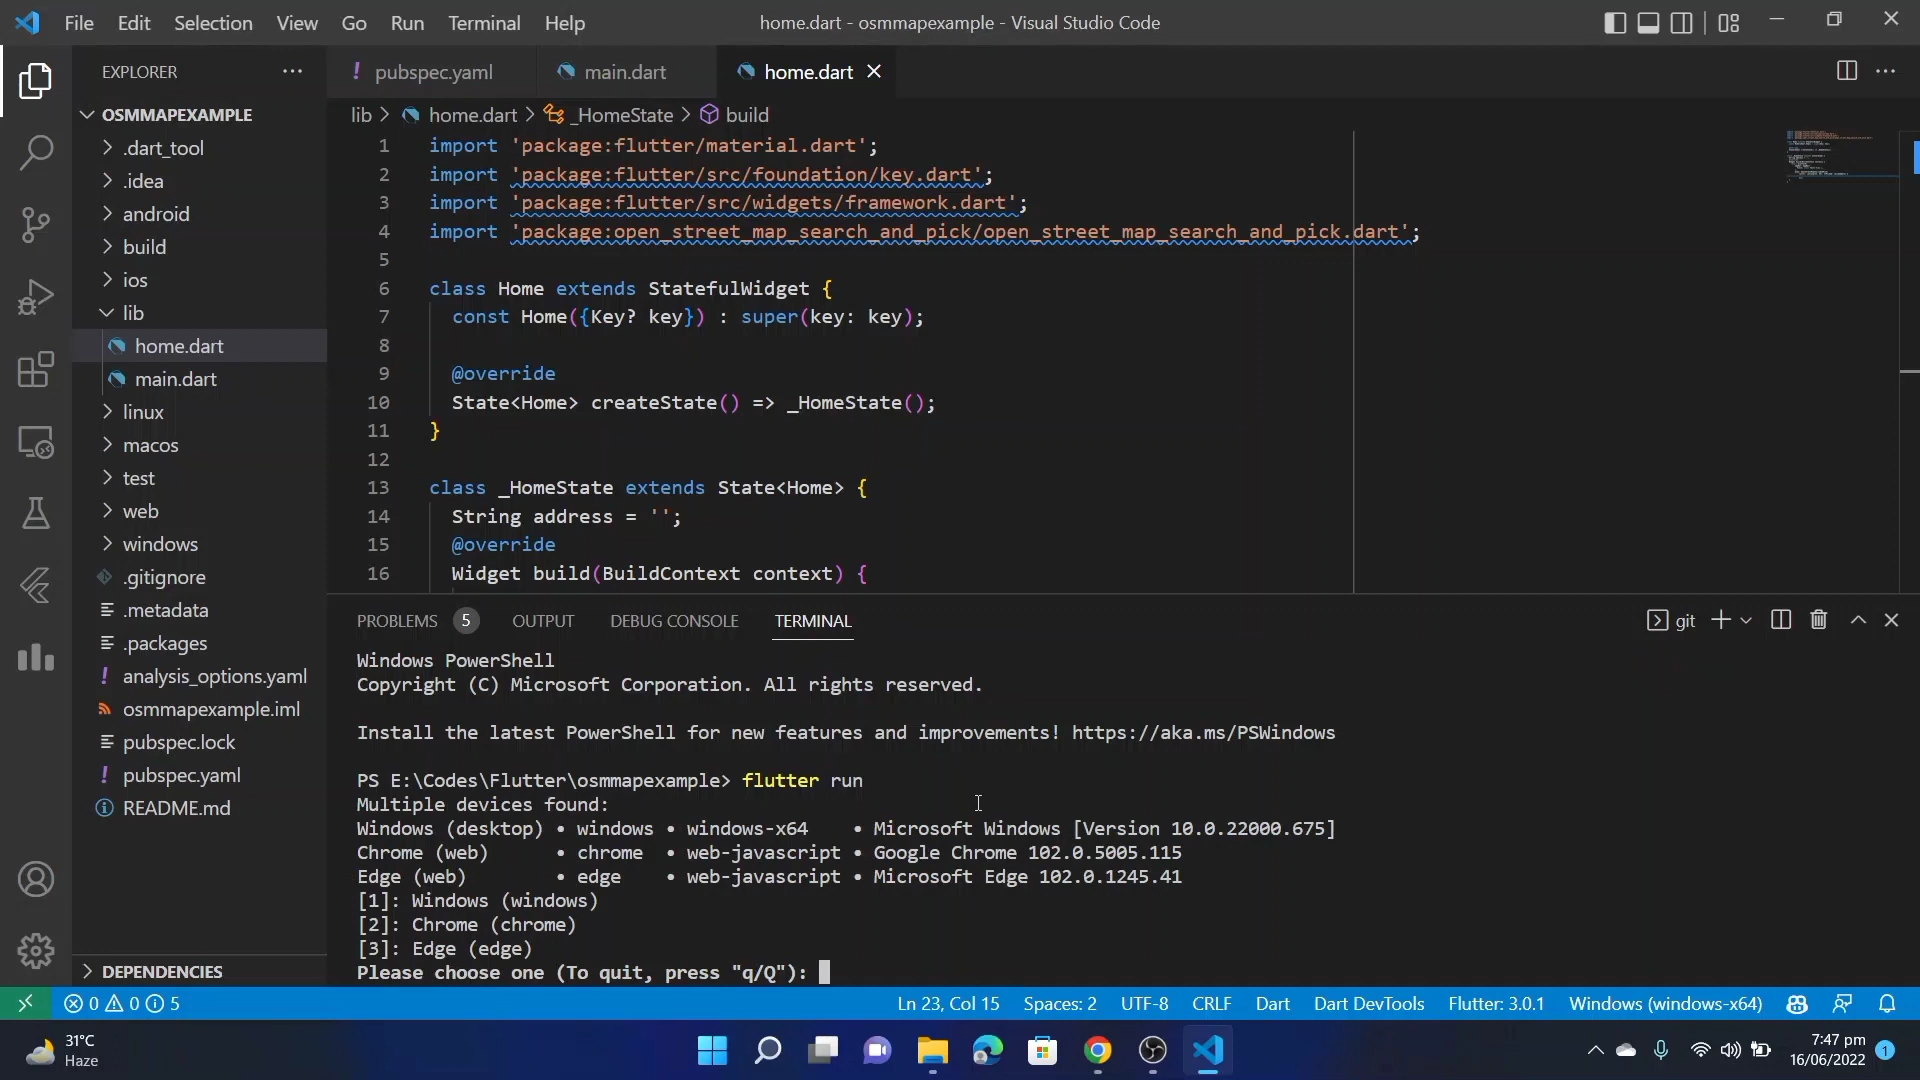 File Edit Selection View Go Run Terminal Help
home.dart - osmmapexample - Visual Studio Code
EXPLORER
OSMMAPEXAMPLE
.dart_tool
.idea
android
build
ios
lib
home.dart
main.dart
linux
macos
test
web
windows
.gitignore
.metadata
.packages
analysis_options.yaml
osmmapexample.iml
pubspec.lock
pubspec.yaml
README.md
DEPENDENCIES
pubspec.yaml main.dart home.dart
lib > home.dart > _HomeState > build
1 import 'package:flutter/material.dart';
2 import 'package:flutter/src/foundation/key.dart';
3 import 'package:flutter/src/widgets/framework.dart';
4 import 'package:open_street_map_search_and_pick/open_street_map_search_and_pick.dart';
5
6 class Home extends StatefulWidget {
7 const Home({Key? key}) : super(key: key);
8
9 @override
10 State<Home> createState() => _HomeState();
11 }
12
13 class _HomeState extends State<Home> {
14 String address = '';
15 @override
16 Widget build(BuildContext context) {
PROBLEMS 5 OUTPUT DEBUG CONSOLE TERMINAL
git
Windows PowerShell
Copyright (C) Microsoft Corporation. All rights reserved.
Install the latest PowerShell for new features and improvements! https://aka.ms/PSWindows
PS E:\Codes\Flutter\osmmapexample> flutter run
Multiple devices found:
Windows (desktop) • windows • windows-x64 • Microsoft Windows [Version 10.0.22000.675]
Chrome (web) • chrome • web-javascript • Google Chrome 102.0.5005.115
Edge (web) • edge • web-javascript • Microsoft Edge 102.0.1245.41
[1]: Windows (windows)
[2]: Chrome (chrome)
[3]: Edge (edge)
Please choose one (To quit, press "q/Q"):
0 0 5
Ln 23, Col 15 Spaces: 2 UTF-8 CRLF Dart Dart DevTools Flutter: 3.0.1 Windows (windows-x64)
31°C
Haze
7:47 pm
16/06/2022
1